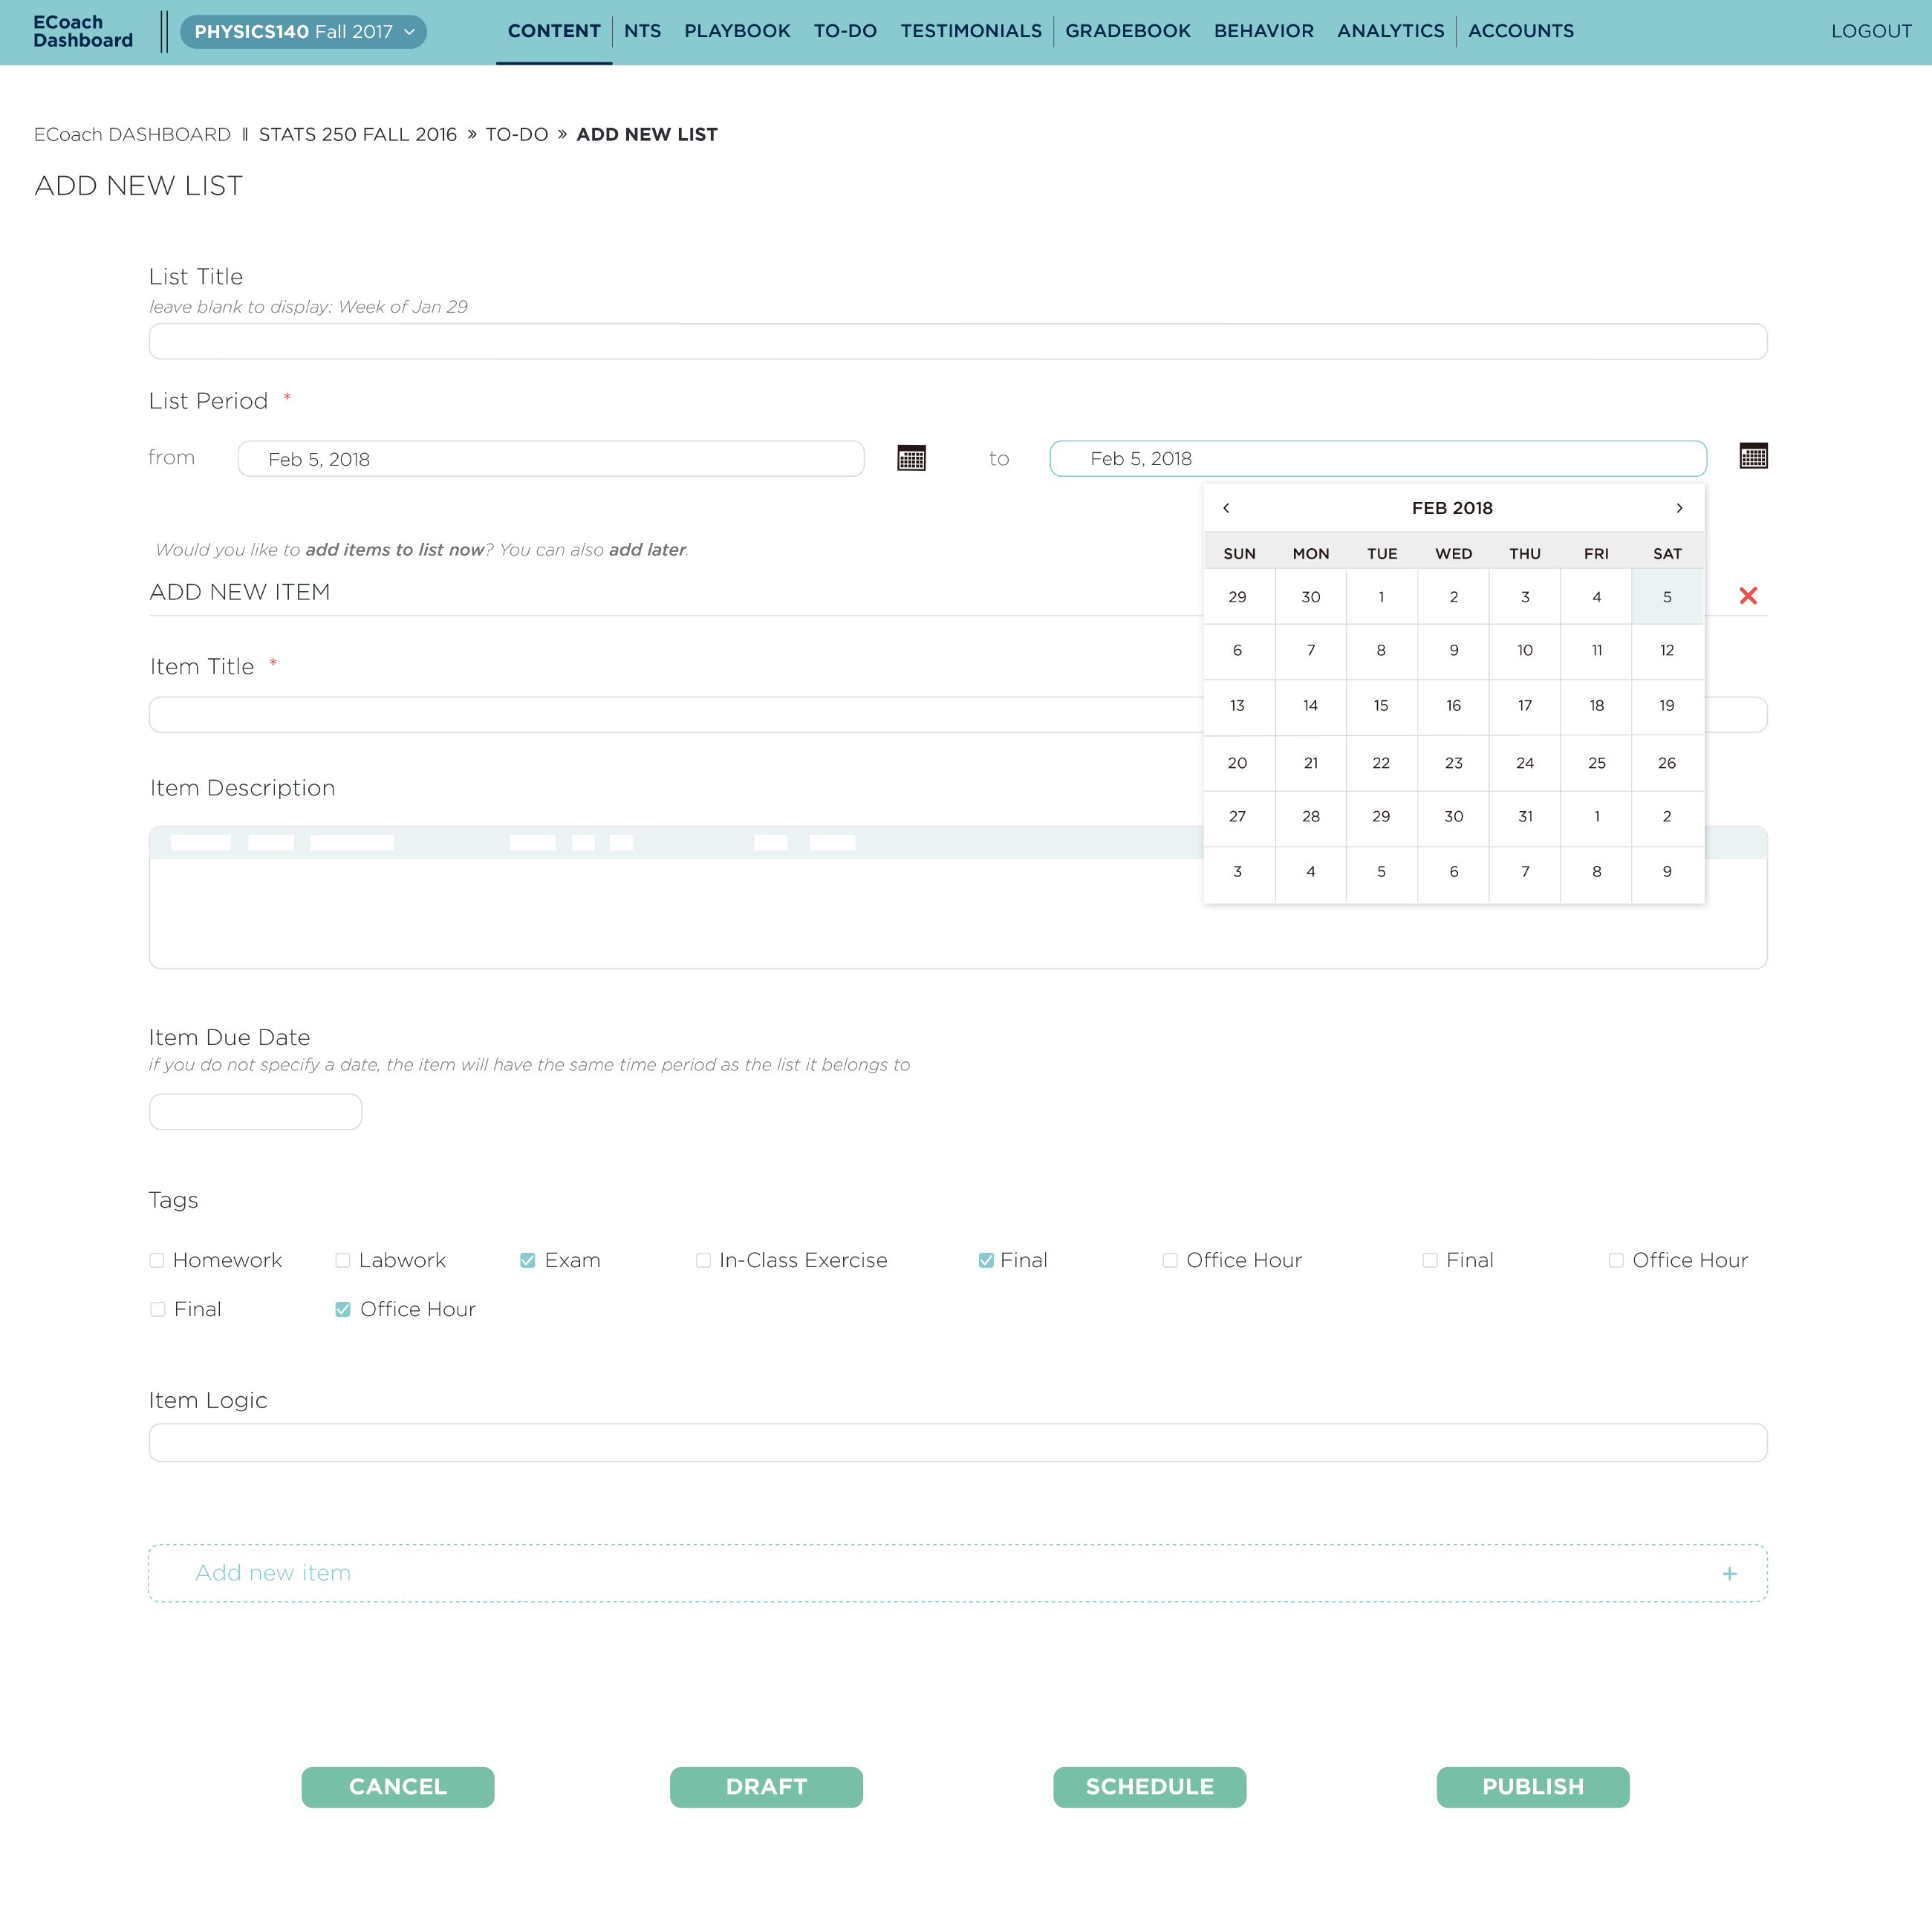 ECoach
Dashboard
PHYSICS140 Fall 2017
CONTENT NTS PLAYBOOK TO-DO TESTIMONIALS GRADEBOOK BEHAVIOR ANALYTICS ACCOUNTS
LOGOUT
ECoach DASHBOARD || STATS 250 FALL 2016 » TO-DO » ADD NEW LIST
ADD NEW LIST
List Title
leave blank to display: Week of Jan 29
List Period *
from Feb 5, 2018 to Feb 5, 2018
< FEB 2018 >
SUN MON TUE WED THU FRI SAT
29 30 1 2 3 4 5
6 7 8 9 10 11 12
13 14 15 16 17 18 19
20 21 22 23 24 25 26
27 28 29 30 31 1 2
3 4 5 6 7 8 9
Would you like to add items to list now? You can also add later.
ADD NEW ITEM
Item Title *
Item Description
Item Due Date
if you do not specify a date, the item will have the same time period as the list it belongs to
Tags
Homework Labwork Exam In-Class Exercise Final Office Hour Final Office Hour
Final Office Hour
Item Logic
Add new item +
CANCEL DRAFT SCHEDULE PUBLISH